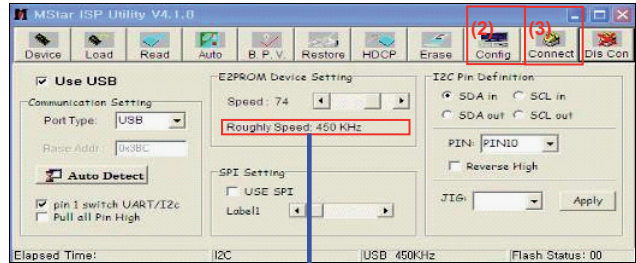 MStar ISP Utility V4.1.0
(2) (3)
Device Load Read Auto B.P.V. Restore HDCP Erase Config Connect Dis Con
Use USB
Communication Setting
Port Type: USB
Raise Addr: 0x38C
Auto Detect
pin 1 switch UART/I2c
Pull all Pin High
E2PROM Device Setting
Speed: 74
Roughly Speed: 450 KHz
SPI Setting
USE SPI
Label1
I2C Pin Definition
SDA in SCL in
SDA out SCL out
PIN: PIN10
Reverse High
JIG: Apply
Elapsed Time: I2C USB 450KHz Flash Status: 00